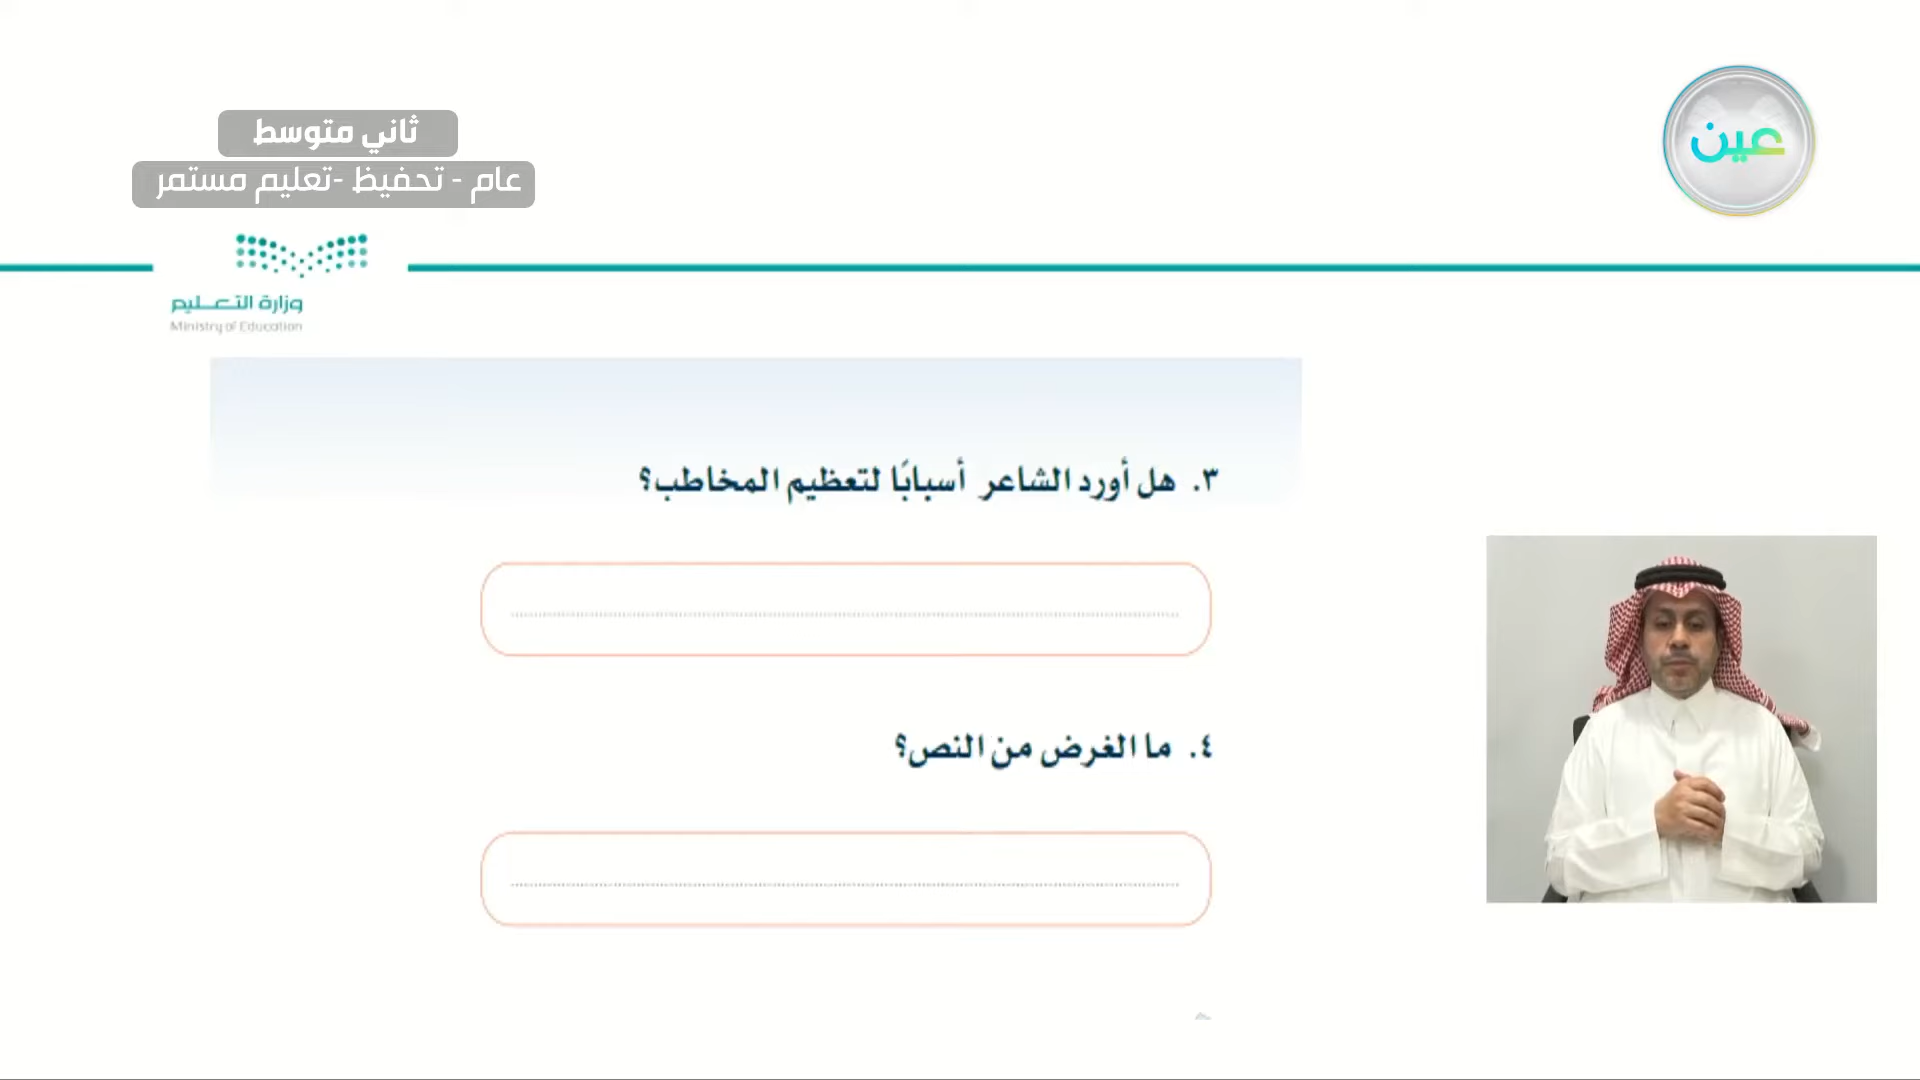 ثاني متوسط
عام - تحفيظ -تعليم مستمر
عين
وزارة التعـــليم
Ministry of Education
٣. هل أورد الشاعر أسبابًا لتعظيم المخاطب؟
٤. ما الغرض من النص؟